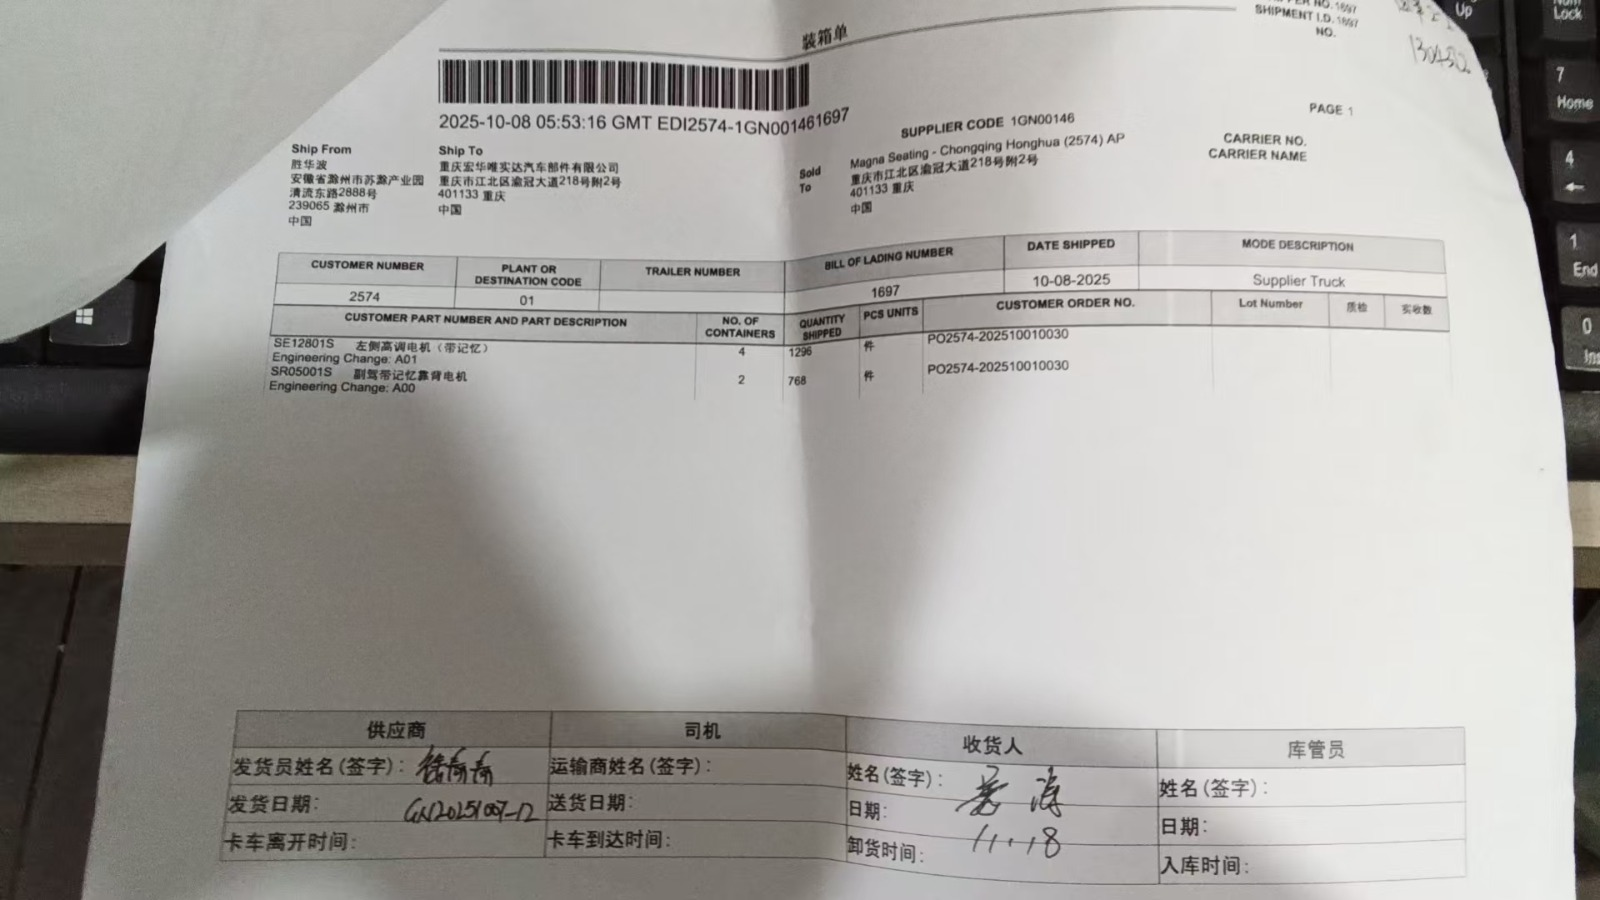 装箱单
SHIPMENT I.D. 1697
NO.
130430
2025-10-08 05:53:16 GMT EDI2574-1GN001461697
SUPPLIER CODE 1GN00146
PAGE 1
CARRIER NO.
CARRIER NAME
Ship From
胜华波
安徽省滁州市苏滁产业园
清流东路2888号
239065 滁州市
中国
Ship To
重庆宏华唯实达汽车部件有限公司
重庆市江北区渝冠大道218号附2号
401133 重庆
中国
Sold To
Magna Seating - Chongqing Honghua (2574) AP
重庆市江北区渝冠大道218号附2号
401133 重庆
中国
CUSTOMER NUMBER PLANT OR DESTINATION CODE TRAILER NUMBER BILL OF LADING NUMBER DATE SHIPPED MODE DESCRIPTION
2574 01 1697 10-08-2025 Supplier Truck
CUSTOMER PART NUMBER AND PART DESCRIPTION NO. OF CONTAINERS QUANTITY SHIPPED PCS UNITS CUSTOMER ORDER NO. Lot Number 质检 实收数
SE12801S 左侧高调电机（带记忆） 4 1296 件 PO2574-202510010030
Engineering Change: A01
SR05001S 副驾带记忆靠背电机 2 768 件 PO2574-202510010030
Engineering Change: A00
供应商 司机 收货人 库管员
发货员姓名(签字)： 运输商姓名(签字)： 姓名(签字)： 姓名(签字)：
发货日期： GN20251007-12 送货日期： 日期： 日期：
卡车离开时间： 卡车到达时间： 卸货时间： 11.18 入库时间：